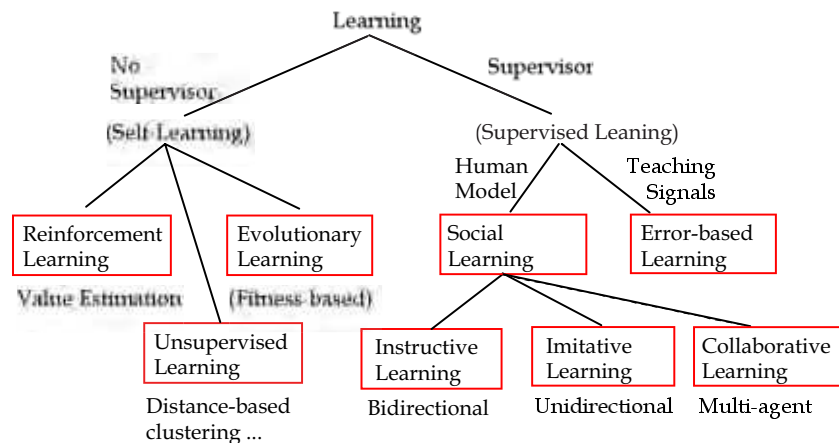 Learning
No
Supervisor
Supervisor
(Self-Learning)
(Supervised Leaning)
Human
Model
Teaching
Signals
Reinforcement
Learning
Evolutionary
Learning
Social
Learning
Error-based
Learning
Value Estimation
(Fitness-based)
Unsupervised
Learning
Instructive
Learning
Imitative
Learning
Collaborative
Learning
Distance-based
clustering ...
Bidirectional
Unidirectional
Multi-agent